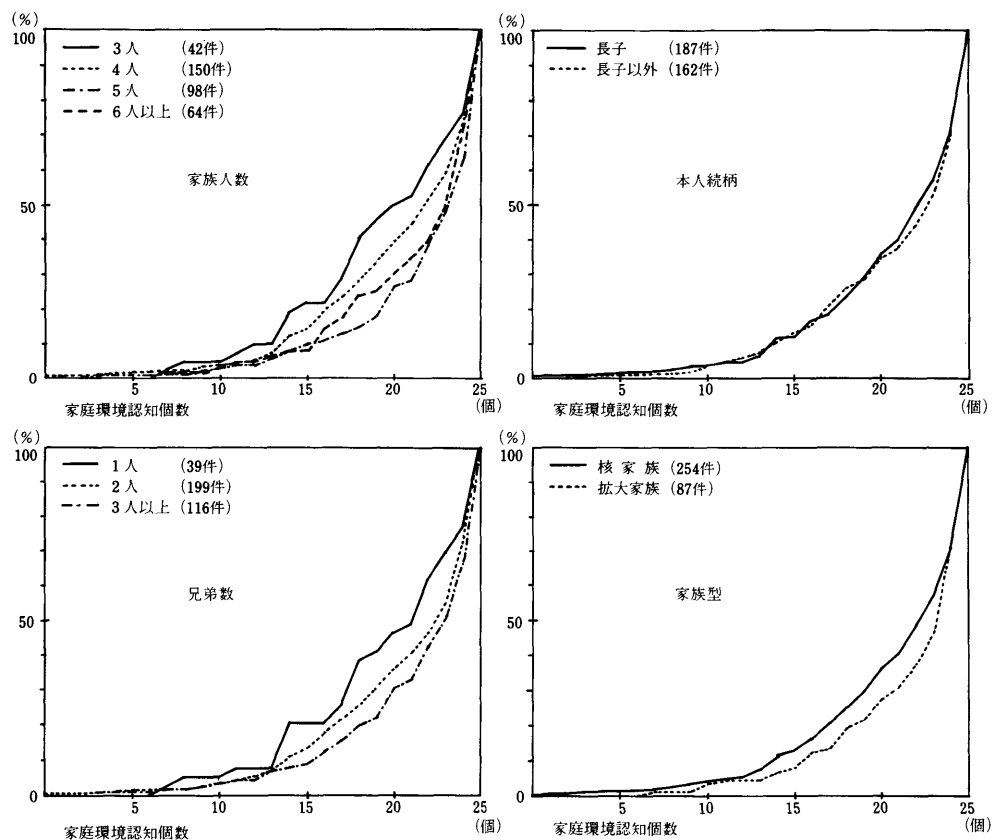 (%)
100
3人 (42件)
4人 (150件)
5人 (98件)
6人以上 (64件)
家族人数
50
0
5
10
15
20
25
家庭環境認知個数
(個)
(%)
100
長子 (187件)
長子以外 (162件)
本人続柄
50
0
5
10
15
20
25
家庭環境認知個数
(個)
(%)
100
1人 (39件)
2人 (199件)
3人以上 (116件)
兄弟数
50
0
5
10
15
20
25
家庭環境認知個数
(個)
(%)
100
核家族 (254件)
拡大家族 (87件)
家族型
50
0
5
10
15
20
25
家庭環境認知個数
(個)